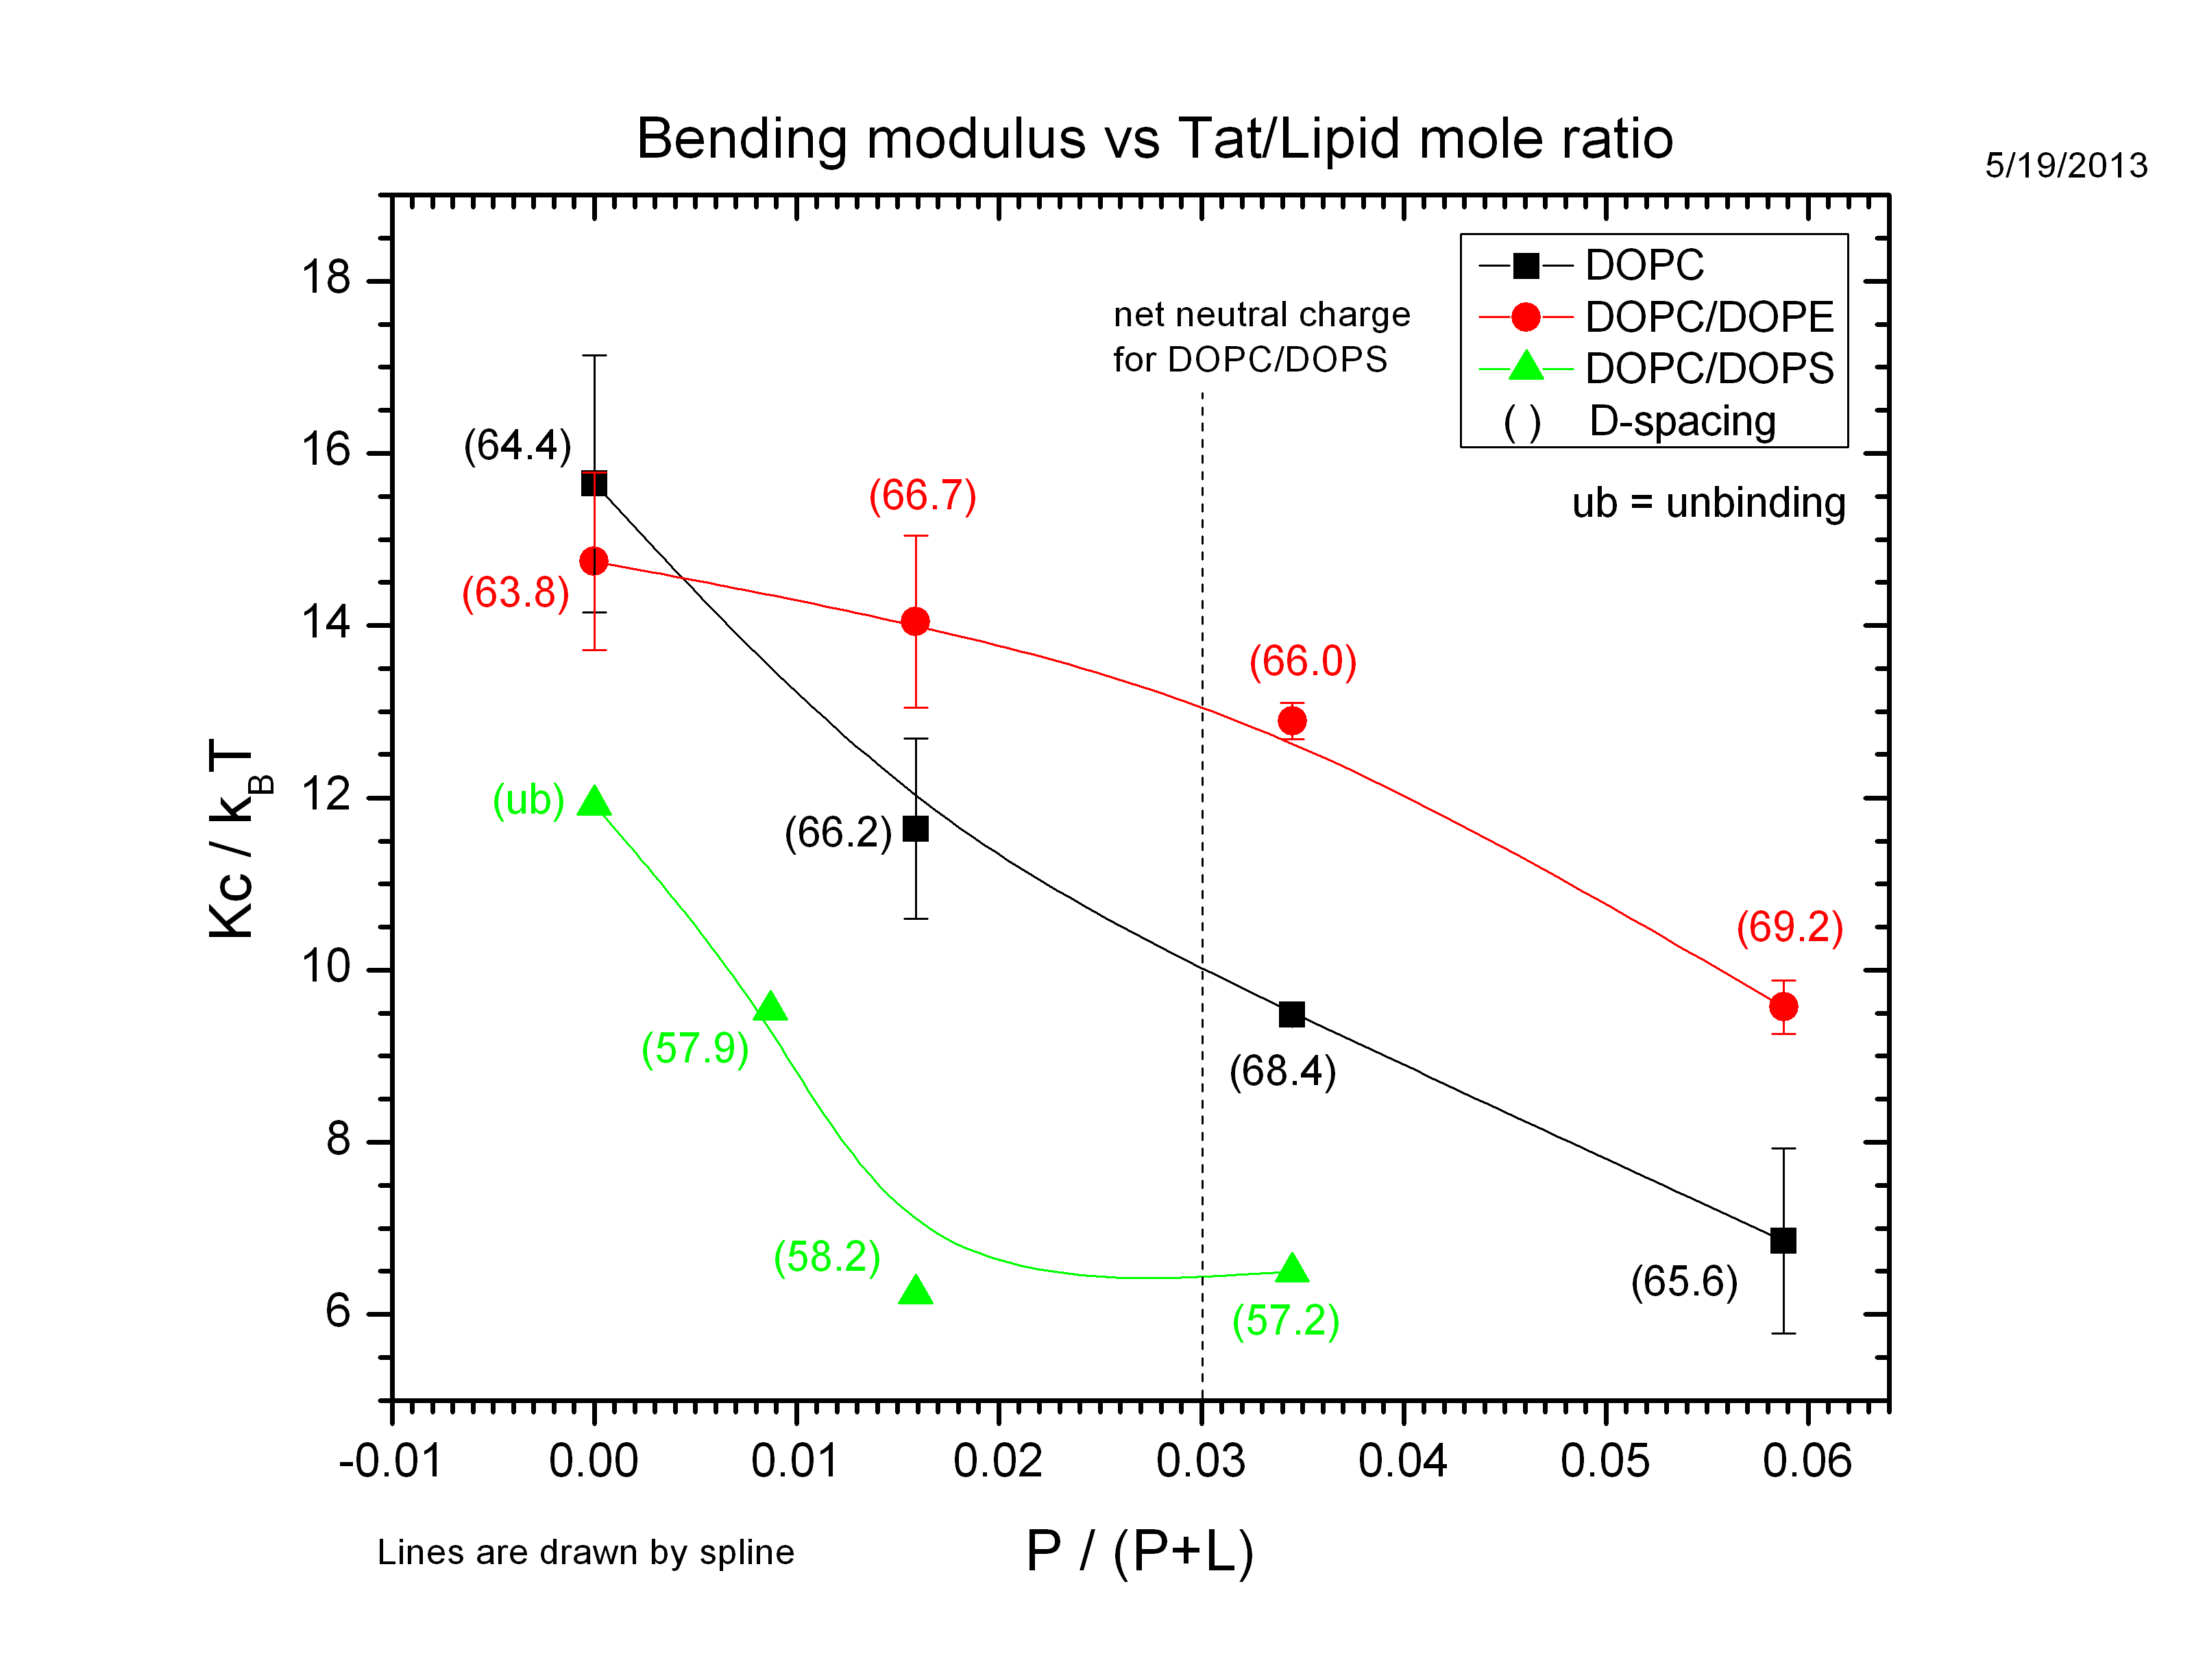 Bending modulus vs Tat/Lipid mole ratio
5/19/2013
DOPC
DOPC/DOPE
DOPC/DOPS
( ) D-spacing
ub = unbinding
net neutral charge
for DOPC/DOPS
18
16
14
12
10
8
6
Kc / kBT
(64.4)
(63.8)
(66.7)
(66.0)
(ub)
(66.2)
(69.2)
(57.9)
(68.4)
(58.2)
(57.2)
(65.6)
-0.01 0.00 0.01 0.02 0.03 0.04 0.05 0.06
P / (P+L)
Lines are drawn by spline